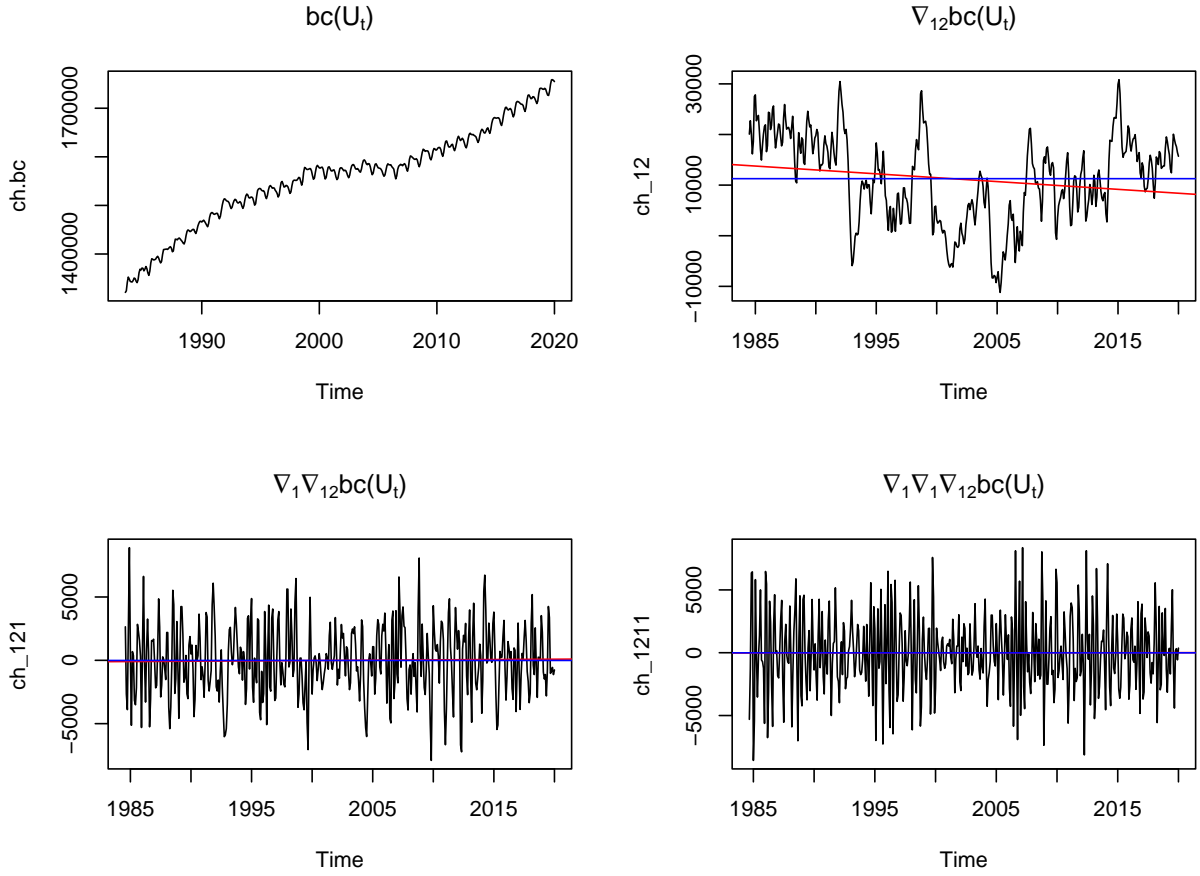 bc(Uₜ)
ch.bc
1400000 1700000
1990 2000 2010 2020
Time
∇₁₂bc(Uₜ)
ch_12
−10000 10000 30000
1985 1995 2005 2015
Time
∇₁∇₁₂bc(Uₜ)
ch_121
−5000 0 5000
1985 1995 2005 2015
Time
∇₁∇₁∇₁₂bc(Uₜ)
ch_1211
−5000 0 5000
1985 1995 2005 2015
Time